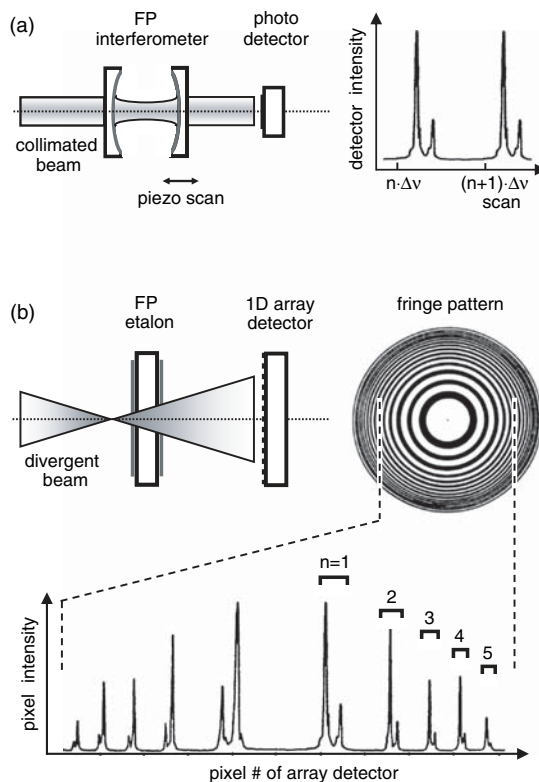 (a)
FP
interferometer
photo
detector
collimated
beam
piezo scan
detector intensity
n·Δν
(n+1)·Δν
scan
(b)
FP
etalon
1D array
detector
fringe pattern
divergent
beam
n=1
2
3
4
5
pixel intensity
pixel # of array detector